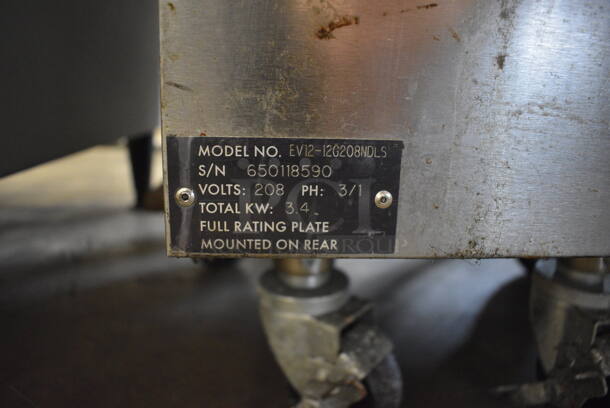 MODEL NO. EV12-12G208NDLS
S/N 650118590
VOLTS: 208 PH: 3/1
TOTAL KW: 3.4
FULL RATING PLATE
MOUNTED ON REAR
GROUP